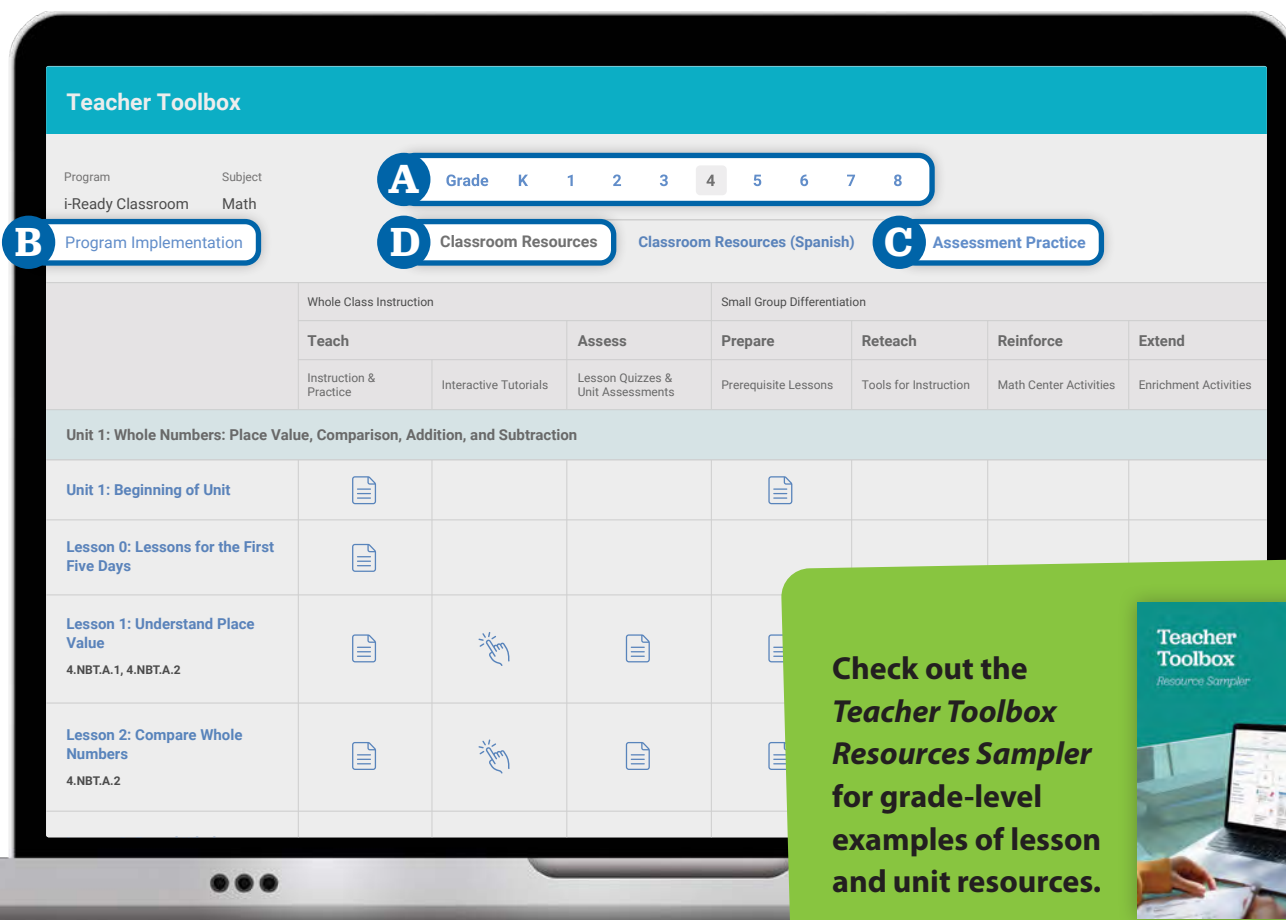 Teacher Toolbox
Program
Subject
i-Ready Classroom
Math
A
Grade K 1 2 3 4 5 6 7 8
B
Program Implementation
D
Classroom Resources
Classroom Resources (Spanish)
C
Assessment Practice
Whole Class Instruction
Small Group Differentiation
Teach
Assess
Prepare
Reteach
Reinforce
Extend
Instruction &
Practice
Interactive Tutorials
Lesson Quizzes &
Unit Assessments
Prerequisite Lessons
Tools for Instruction
Math Center Activities
Enrichment Activities
Unit 1: Whole Numbers: Place Value, Comparison, Addition, and Subtraction
Unit 1: Beginning of Unit
Lesson 0: Lessons for the First
Five Days
Lesson 1: Understand Place
Value
4.NBT.A.1, 4.NBT.A.2
Lesson 2: Compare Whole
Numbers
4.NBT.A.2
Check out the
Teacher Toolbox
Resources Sampler
for grade-level
examples of lesson
and unit resources.
Teacher
Toolbox
Resource Sampler